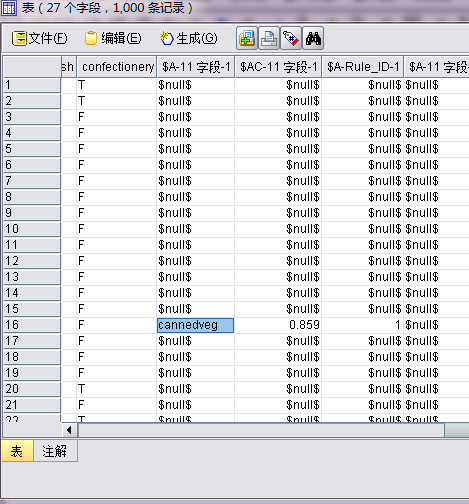 表（27 个字段，1,000 条记录）
文件(F) 编辑(E) 生成(G)
sh confectionery $A-11 字段-1 $AC-11 字段-1 $A-Rule_ID-1 $A-11 字段
1 T $null$ $null$ $null$ $null$
2 T $null$ $null$ $null$ $null$
3 F $null$ $null$ $null$ $null$
4 F $null$ $null$ $null$ $null$
5 F $null$ $null$ $null$ $null$
6 F $null$ $null$ $null$ $null$
7 F $null$ $null$ $null$ $null$
8 F $null$ $null$ $null$ $null$
9 F $null$ $null$ $null$ $null$
10 F $null$ $null$ $null$ $null$
11 F $null$ $null$ $null$ $null$
12 F $null$ $null$ $null$ $null$
13 F $null$ $null$ $null$ $null$
14 F $null$ $null$ $null$ $null$
15 F $null$ $null$ $null$ $null$
16 F cannedveg 0.859 1 $null$
17 F $null$ $null$ $null$ $null$
18 F $null$ $null$ $null$ $null$
19 F $null$ $null$ $null$ $null$
20 T $null$ $null$ $null$ $null$
21 F $null$ $null$ $null$ $null$
22 T $null$ $null$ $null$ $null$
表 注解